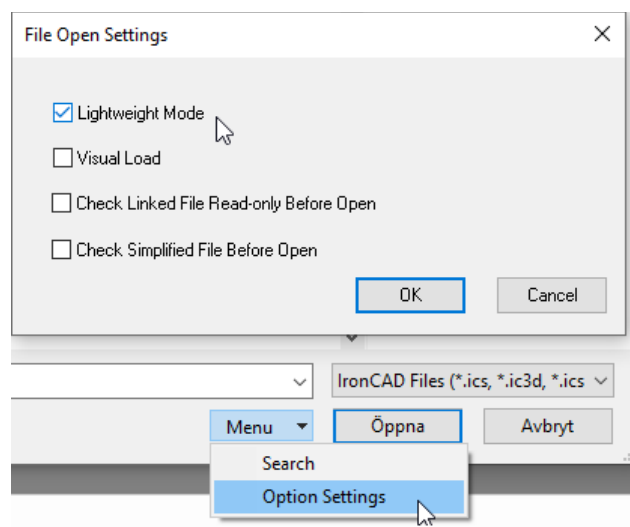 File Open Settings
Lightweight Mode
Visual Load
Check Linked File Read-only Before Open
Check Simplified File Before Open
OK Cancel
IronCAD Files (*.ics, *.ic3d, *.ics
Menu Öppna Avbryt
Search
Option Settings